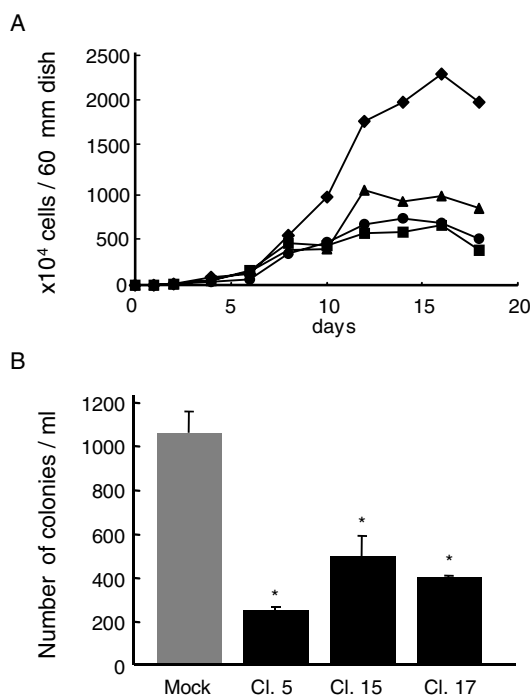 A
x10⁴ cells / 60 mm dish
2500
2000
1500
1000
500
0
0 5 10 15 20
days
B
Number of colonies / ml
1200
1000
800
600
400
200
0
* * *
Mock Cl. 5 Cl. 15 Cl. 17